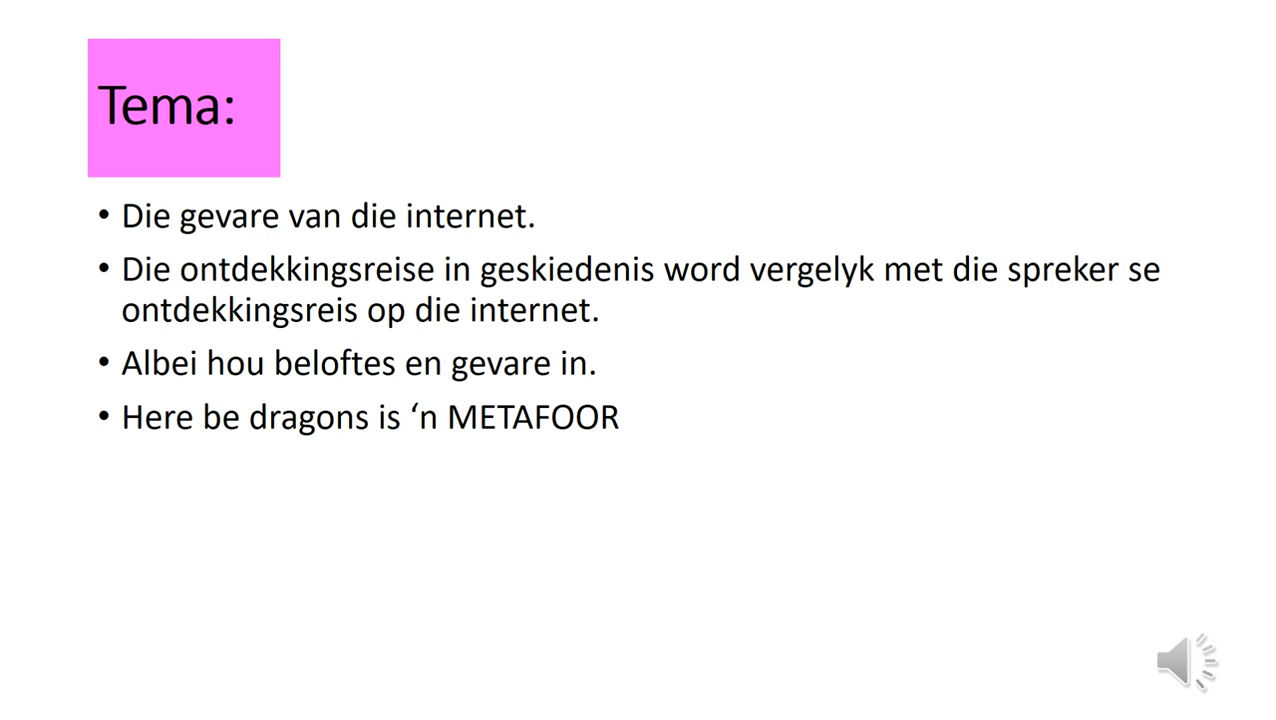 Tema:
• Die gevare van die internet.
• Die ontdekkingsreise in geskiedenis word vergelyk met die spreker se
ontdekkingsreis op die internet.
• Albei hou beloftes en gevare in.
• Here be dragons is ‘n METAFOOR